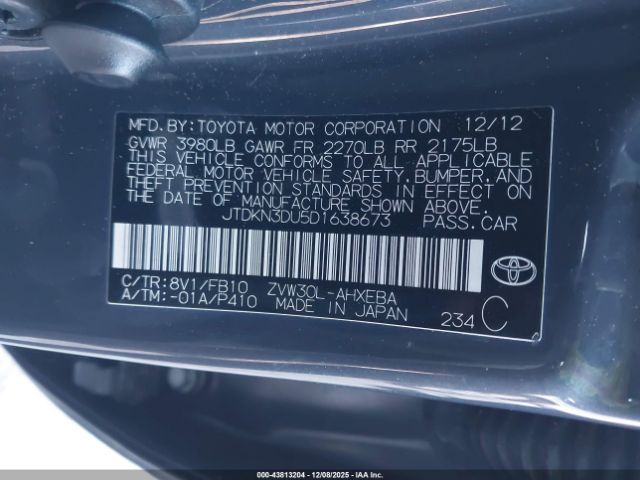 MFD.BY:TOYOTA MOTOR CORPORATION 12/12
GVWR 3980LB GAWR FR 2270LB RR 2175LB
THIS VEHICLE CONFORMS TO ALL APPLICABLE
FEDERAL MOTOR VEHICLE SAFETY,BUMPER,AND
THEFT PREVENTION STANDARDS IN EFFECT ON
THE DATE OF MANUFACTURE SHOWN ABOVE.
JTDKN3DU5D1638673 PASS.CAR
C/TR:8V1/FB10 ZVW30L-AHXEBA
A/TM:-01A/P410 MADE IN JAPAN
234 C
000-43813204 - 12/08/2025 - IAA Inc.